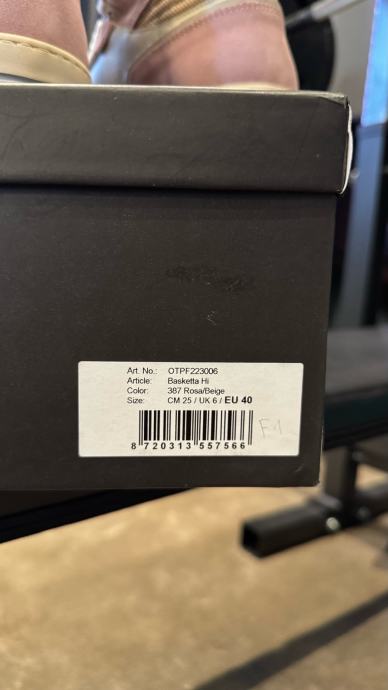 Art. No.: OTPF223006
Article: Basketta Hi
Color: 387 Rosa/Beige
Size: CM 25 / UK 6 / EU 40
8 720313 557566